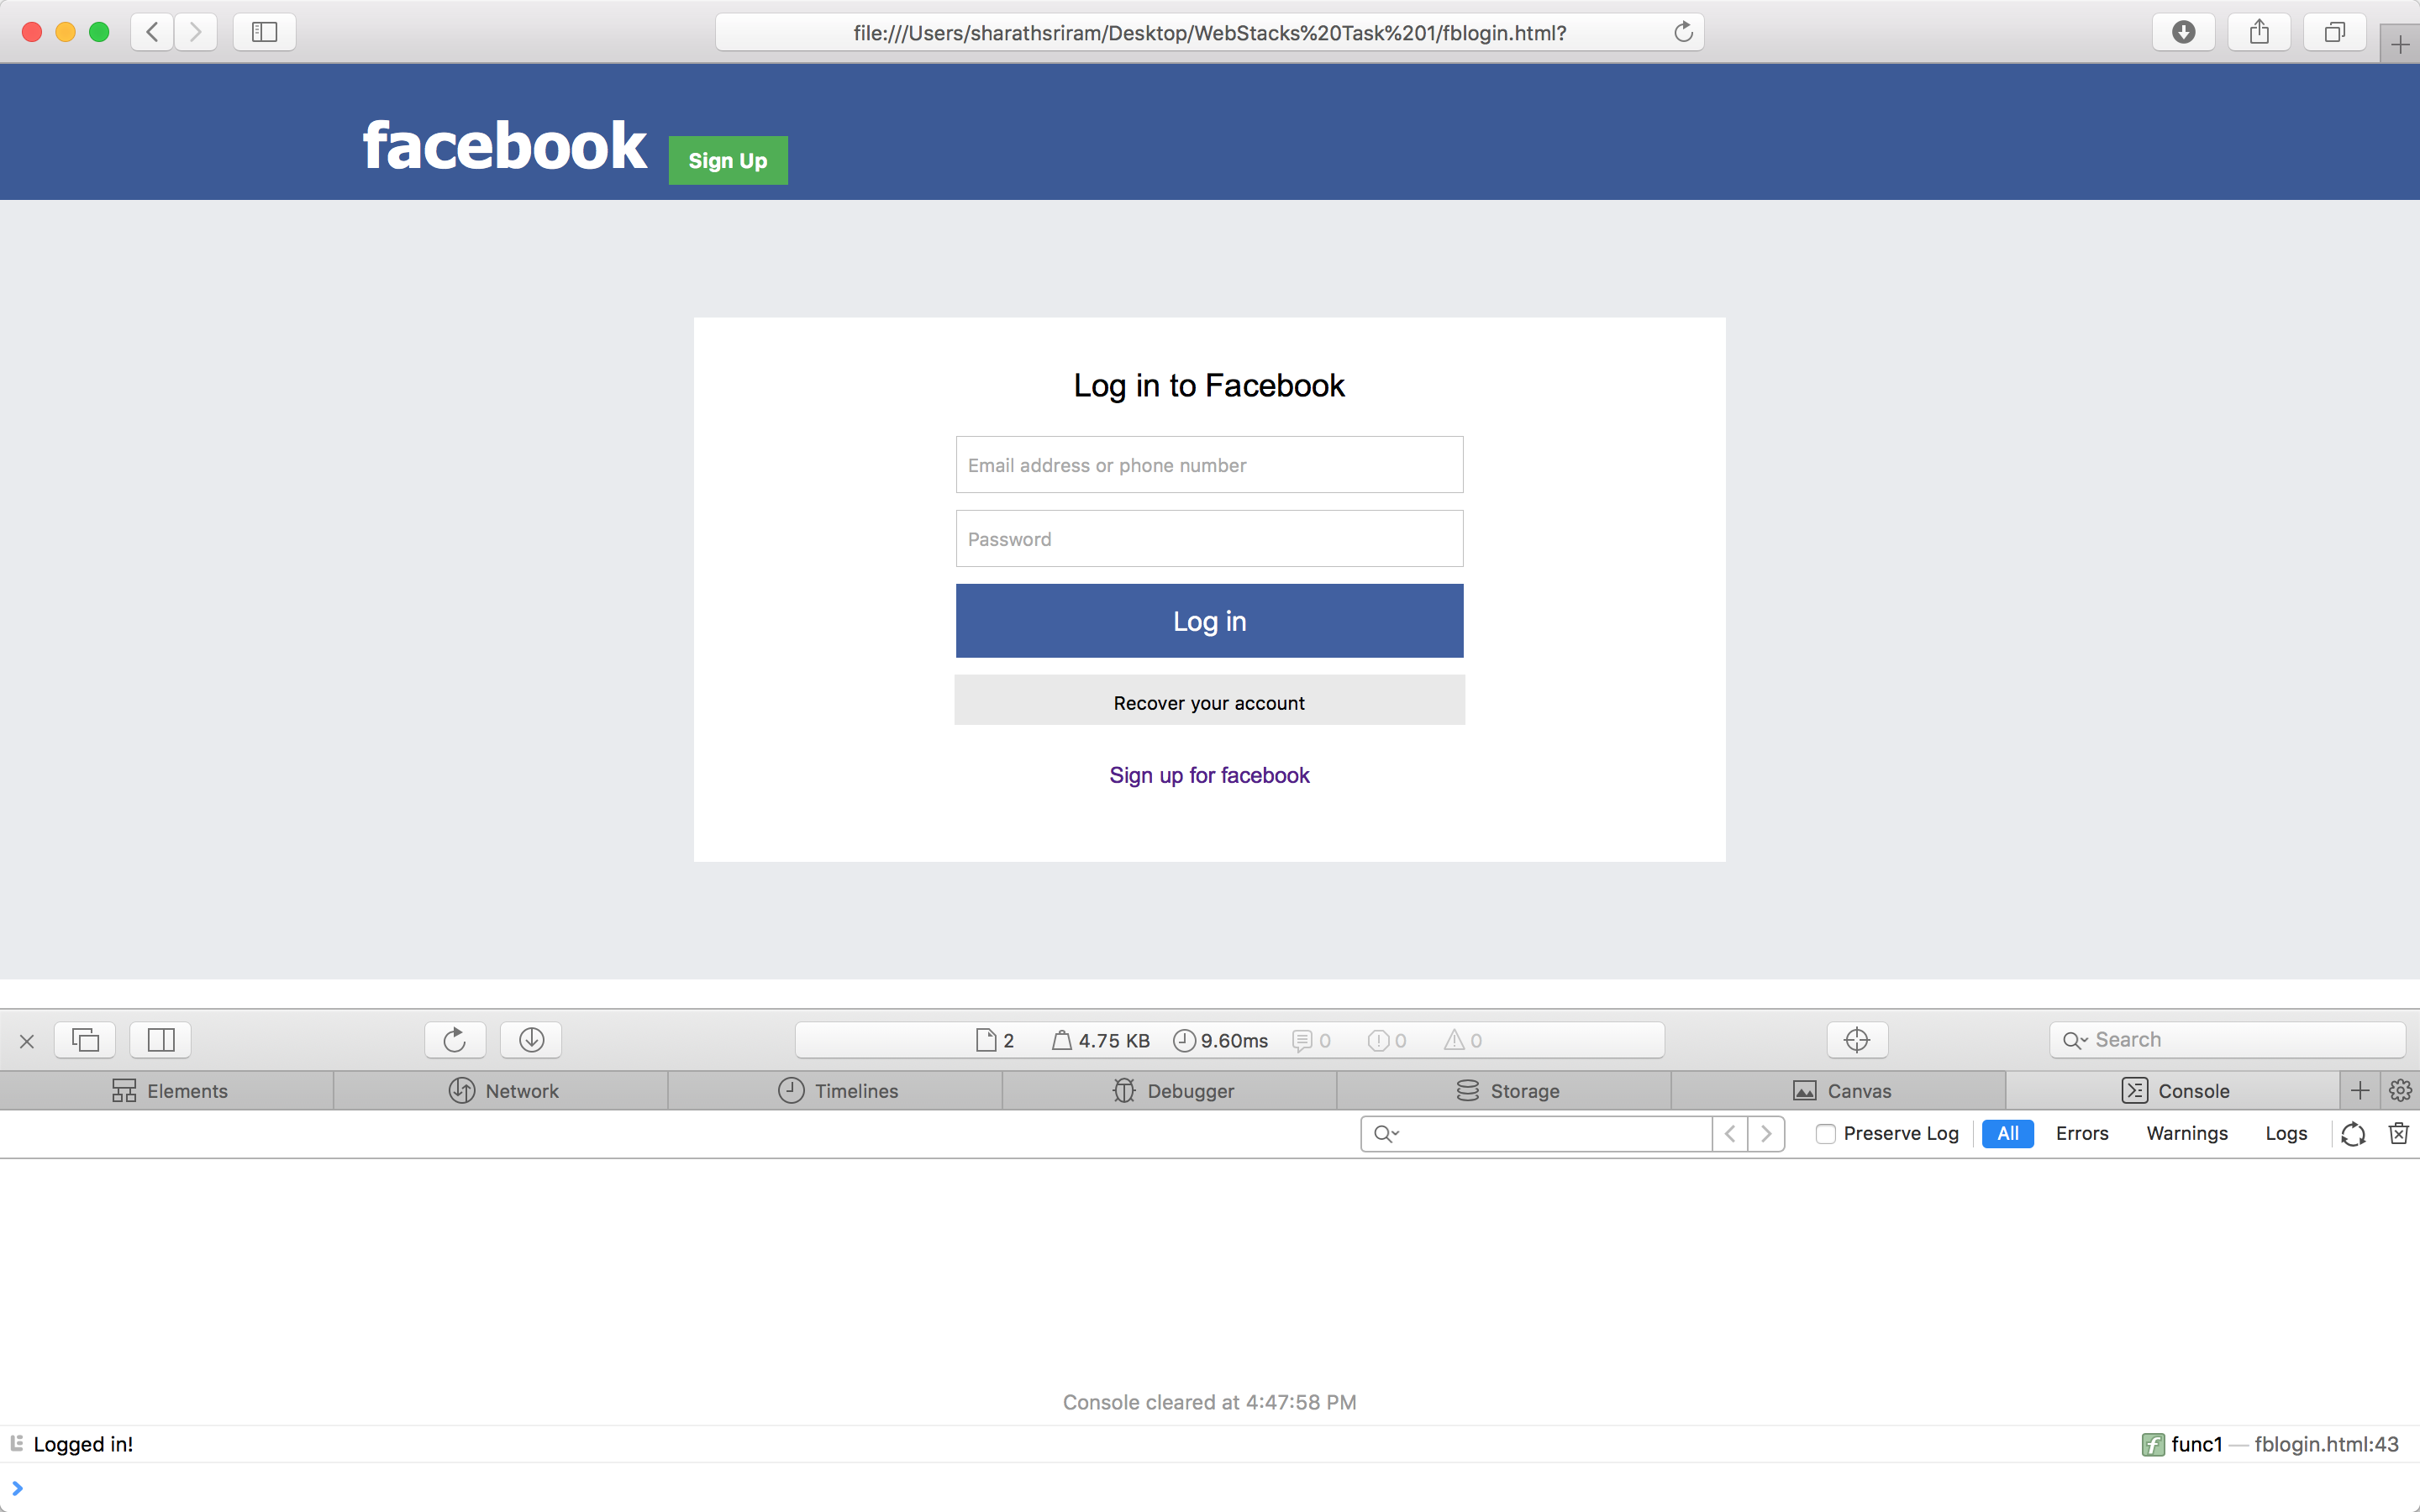 file:///Users/sharathsriram/Desktop/WebStacks%20Task%201/fblogin.html?
facebook
Sign Up
Log in to Facebook
Email address or phone number
Password
Log in
Recover your account
Sign up for facebook
2 4.75 KB 9.60ms 0 0 0
Search
Elements Network Timelines Debugger Storage Canvas Console
Preserve Log All Errors Warnings Logs
Console cleared at 4:47:58 PM
Logged in! f func1 — fblogin.html:43